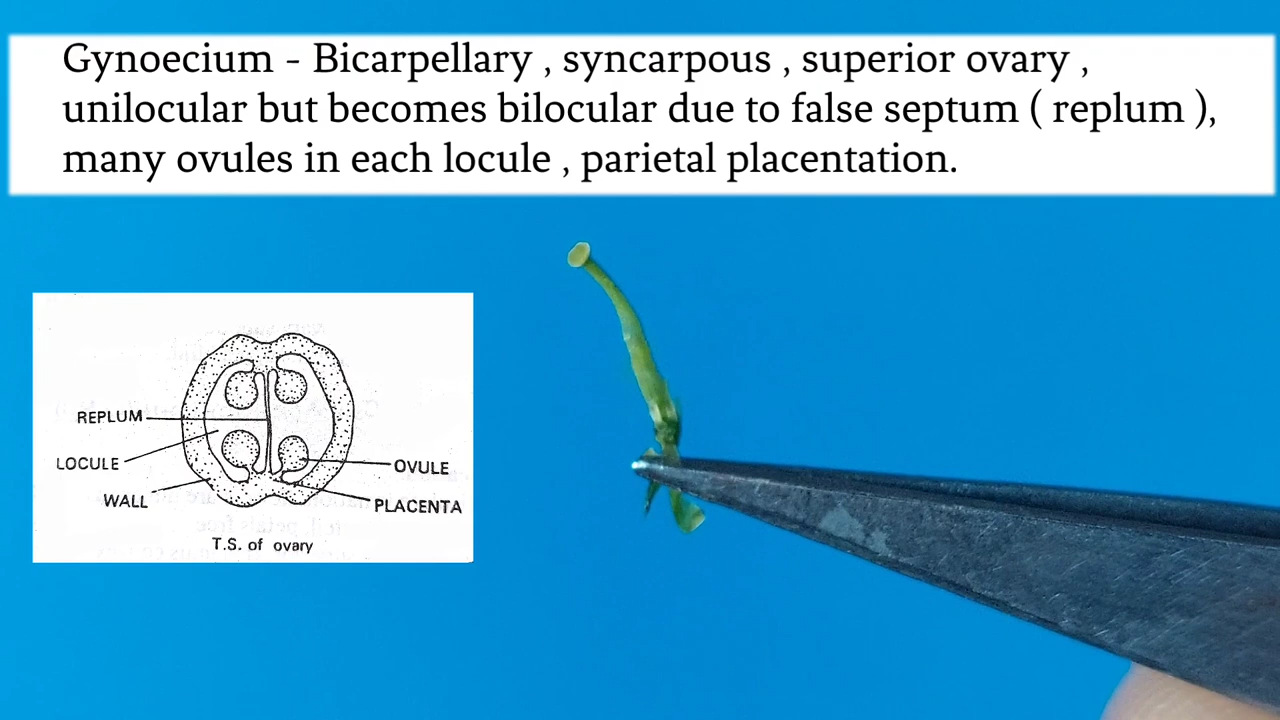 Gynoecium - Bicarpellary , syncarpous , superior ovary ,
unilocular but becomes bilocular due to false septum ( replum ),
many ovules in each locule , parietal placentation.
REPLUM
LOCULE
WALL
OVULE
PLACENTA
T.S. of ovary